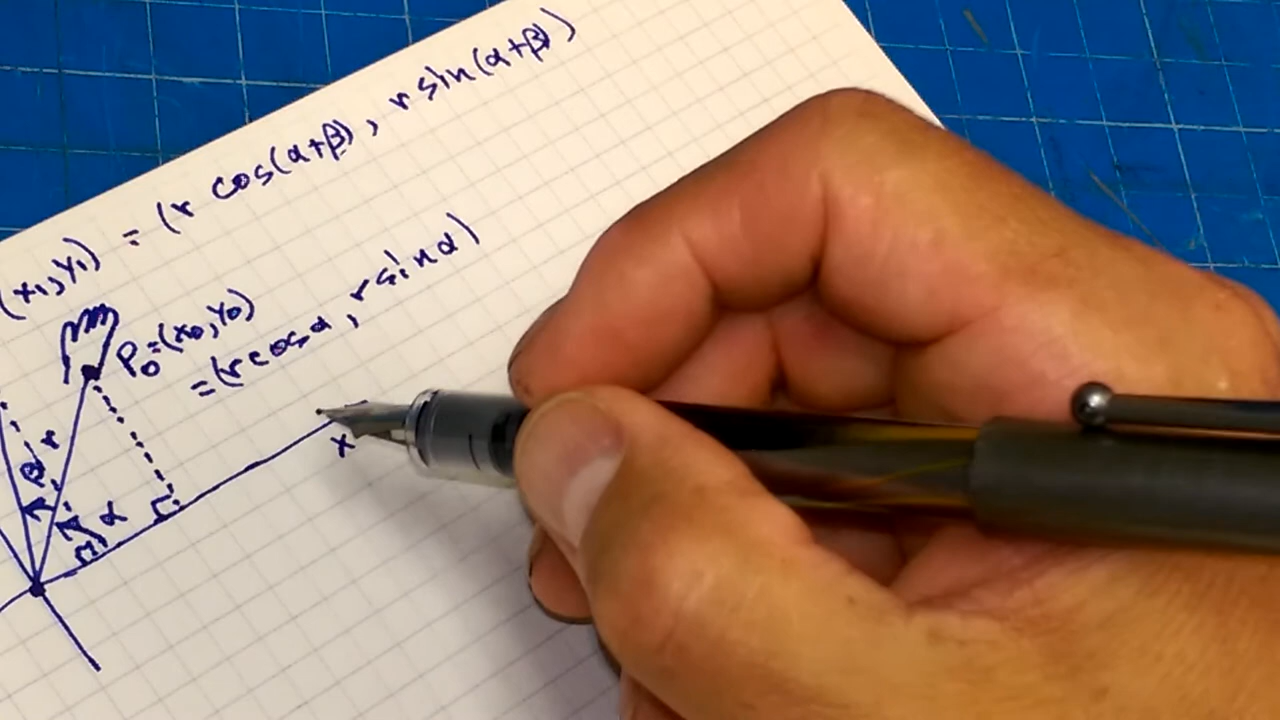 (x₁,y₁) = (r cos(α+β), r sin(α+β))
P₀=(x₀,y₀)
=(r cos α, r sin α)
β r
α
x